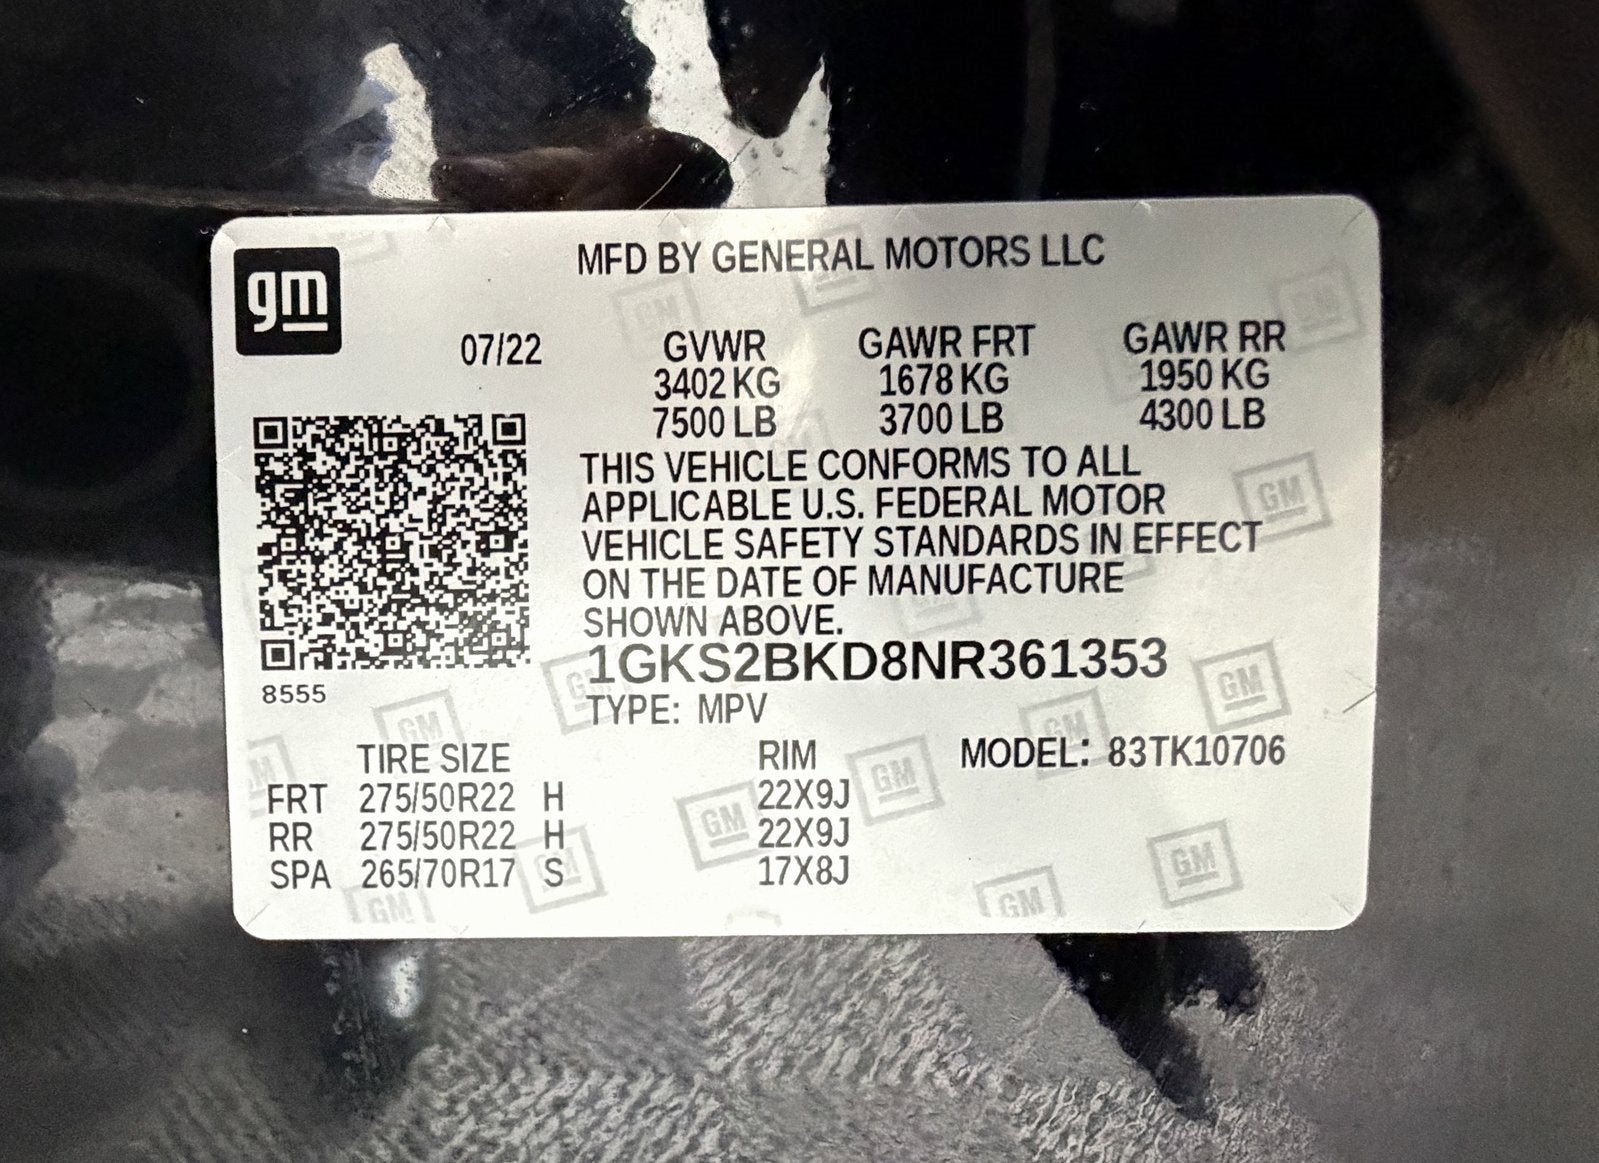 gm
MFD BY GENERAL MOTORS LLC
07/22 GVWR GAWR FRT GAWR RR
3402 KG 1678 KG 1950 KG
7500 LB 3700 LB 4300 LB
THIS VEHICLE CONFORMS TO ALL
APPLICABLE U.S. FEDERAL MOTOR
VEHICLE SAFETY STANDARDS IN EFFECT
ON THE DATE OF MANUFACTURE
SHOWN ABOVE.
1GKS2BKD8NR361353
8555
TYPE: MPV
TIRE SIZE RIM MODEL: 83TK10706
FRT 275/50R22 H 22X9J
RR 275/50R22 H 22X9J
SPA 265/70R17 S 17X8J